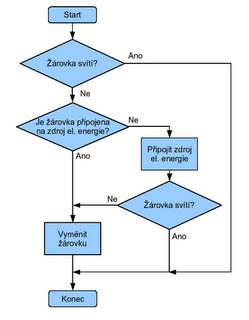 Start
Žárovka svítí?
Ano
Ne
Je žárovka připojena
na zdroj el. energie?
Ne
Připojit zdroj
el. energie
Ano
Ne
Žárovka svítí?
Vyměnit
žárovku
Ano
Konec